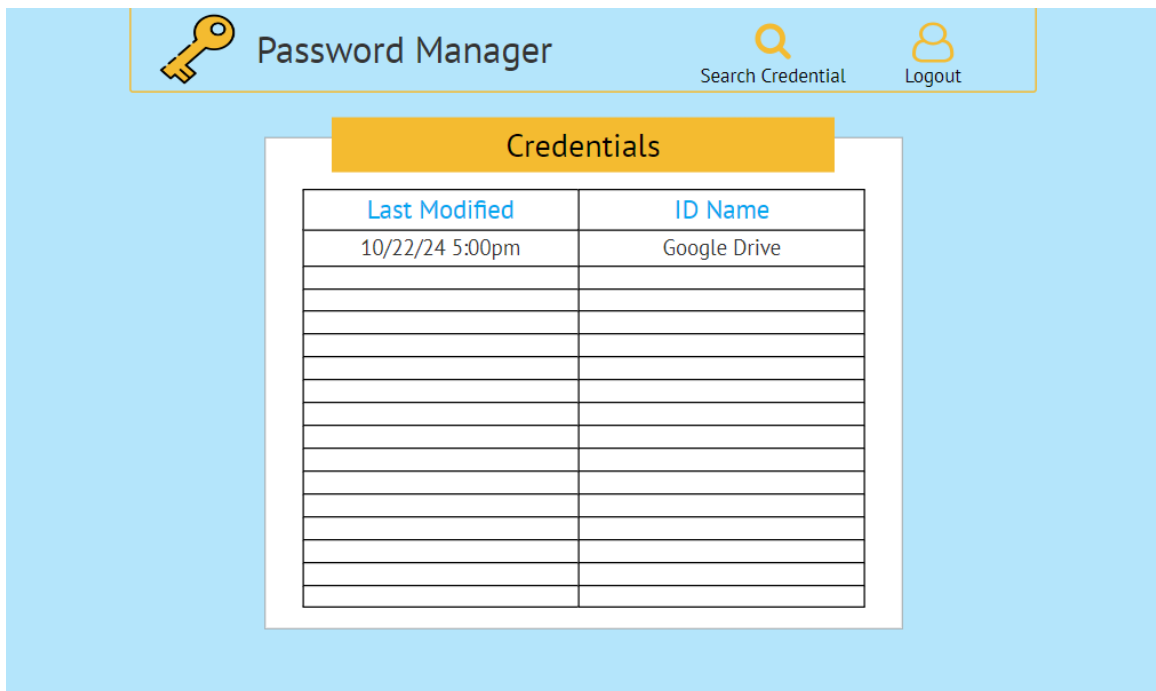 Password Manager
Search Credential
Logout
Credentials
Last Modified ID Name
10/22/24 5:00pm Google Drive